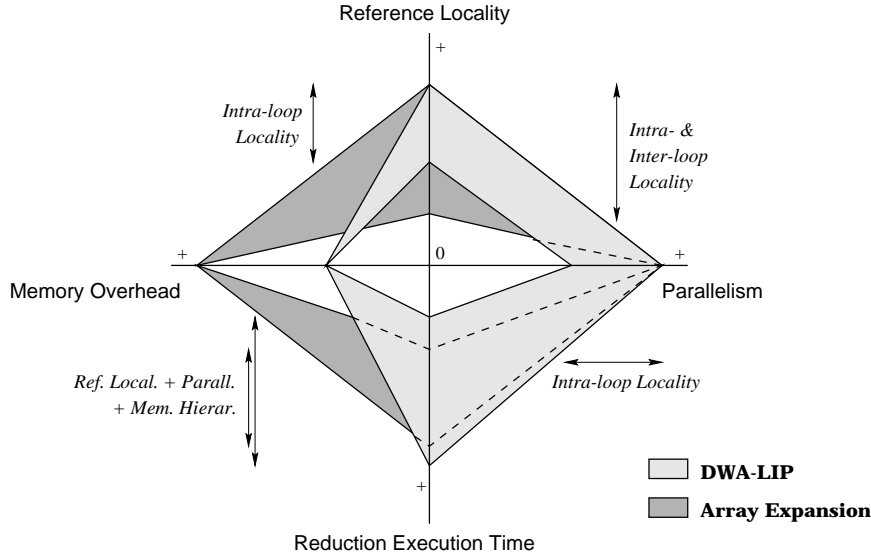 Reference Locality
+
Intra-loop
Locality
Intra- &
Inter-loop
Locality
+
0
+
Memory Overhead
Parallelism
Ref. Local. + Parall.
+ Mem. Hierar.
Intra-loop Locality
+
DWA-LIP
Array Expansion
Reduction Execution Time